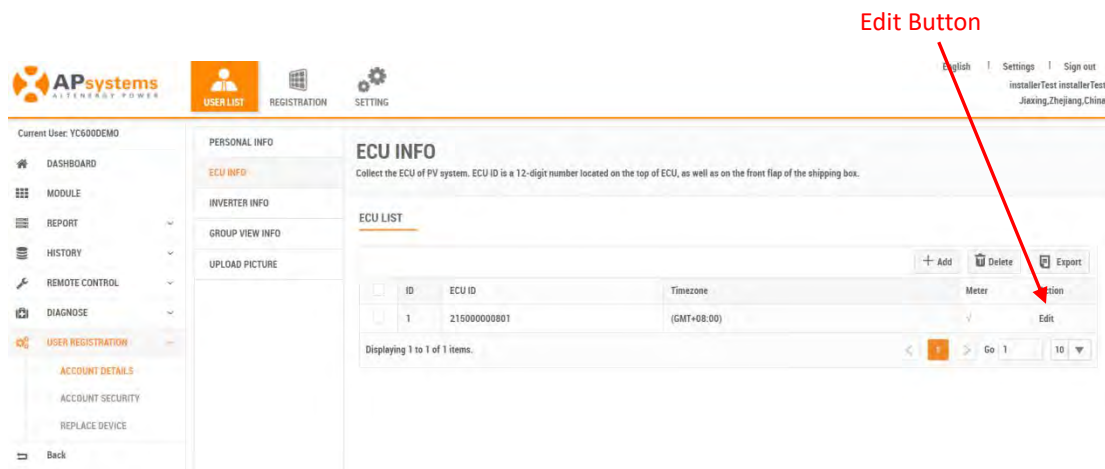 Edit Button
APsystems
ALTENERGY POWER
USER LIST
REGISTRATION
SETTING
English | Settings | Sign out
installerTest installerTest
Jiaxing,Zhejiang,China
Current User: YC600DEMO
DASHBOARD
MODULE
REPORT
HISTORY
REMOTE CONTROL
DIAGNOSE
USER REGISTRATION
ACCOUNT DETAILS
ACCOUNT SECURITY
REPLACE DEVICE
Back
PERSONAL INFO
ECU INFO
INVERTER INFO
GROUP VIEW INFO
UPLOAD PICTURE
ECU INFO
Collect the ECU of PV system. ECU ID is a 12-digit number located on the top of ECU, as well as on the front flap of the shipping box.
ECU LIST
+ Add Delete Export
ID ECU ID Timezone Meter Action
1 215000000801 (GMT+08:00) √ Edit
Displaying 1 to 1 of 1 items. < 1 > Go 1 10